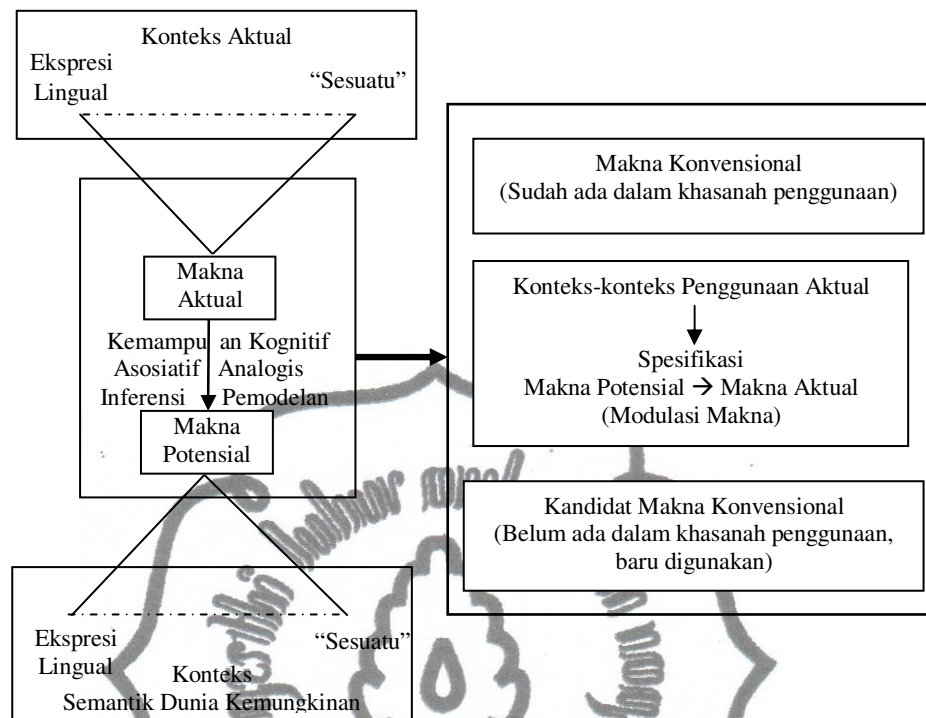 Konteks Aktual
Ekspresi
Lingual
“Sesuatu”
Makna
Aktual
Kemampuan Kognitif
Asosiatif Analogis
Inferensi Pemodelan
Makna
Potensial
Ekspresi
Lingual
“Sesuatu”
Konteks
Semantik Dunia Kemungkinan
Makna Konvensional
(Sudah ada dalam khasanah penggunaan)
Konteks-konteks Penggunaan Aktual
Spesifikasi
Makna Potensial → Makna Aktual
(Modulasi Makna)
Kandidat Makna Konvensional
(Belum ada dalam khasanah penggunaan,
baru digunakan)